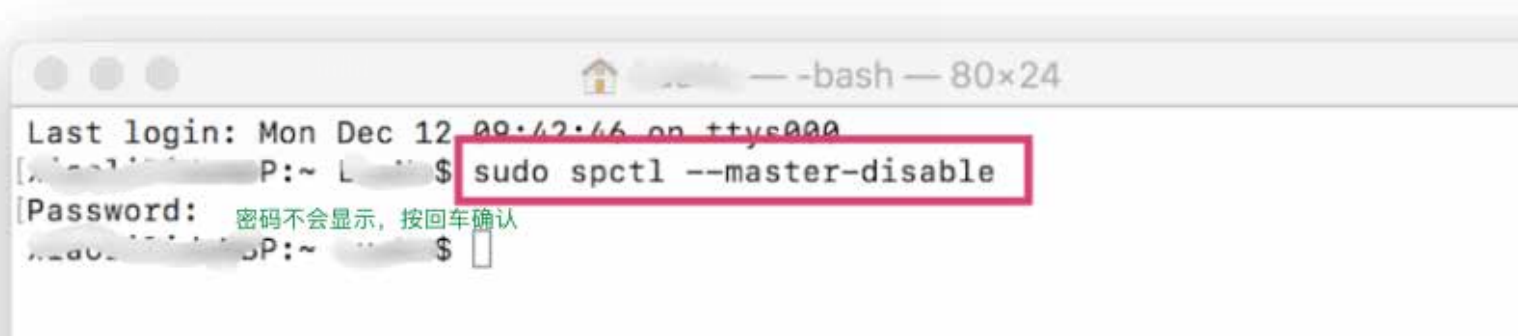 — -bash — 80×24
Last login: Mon Dec 12 09:42:46 on ttys000
P:~ $ sudo spctl --master-disable
Password: 密码不会显示，按回车确认
P:~ $